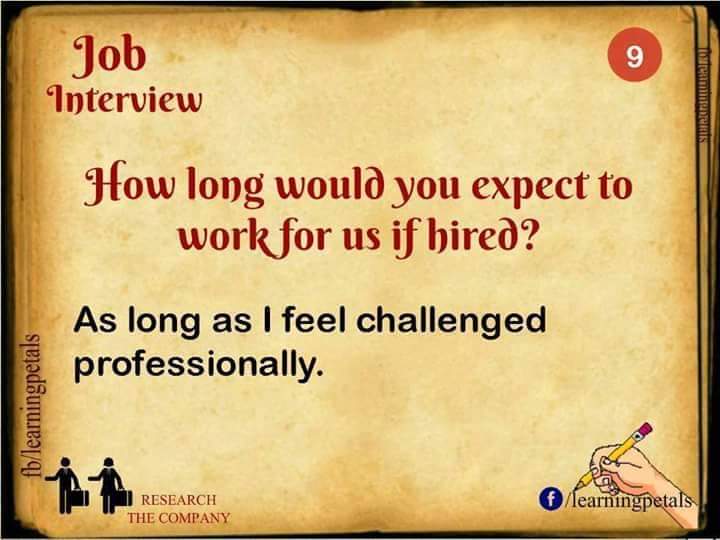 Job
Interview
9
How long would you expect to
work for us if hired?
As long as I feel challenged
professionally.
fb/learningpetals
RESEARCH
THE COMPANY
f /learningpetals
fb/learningpetals